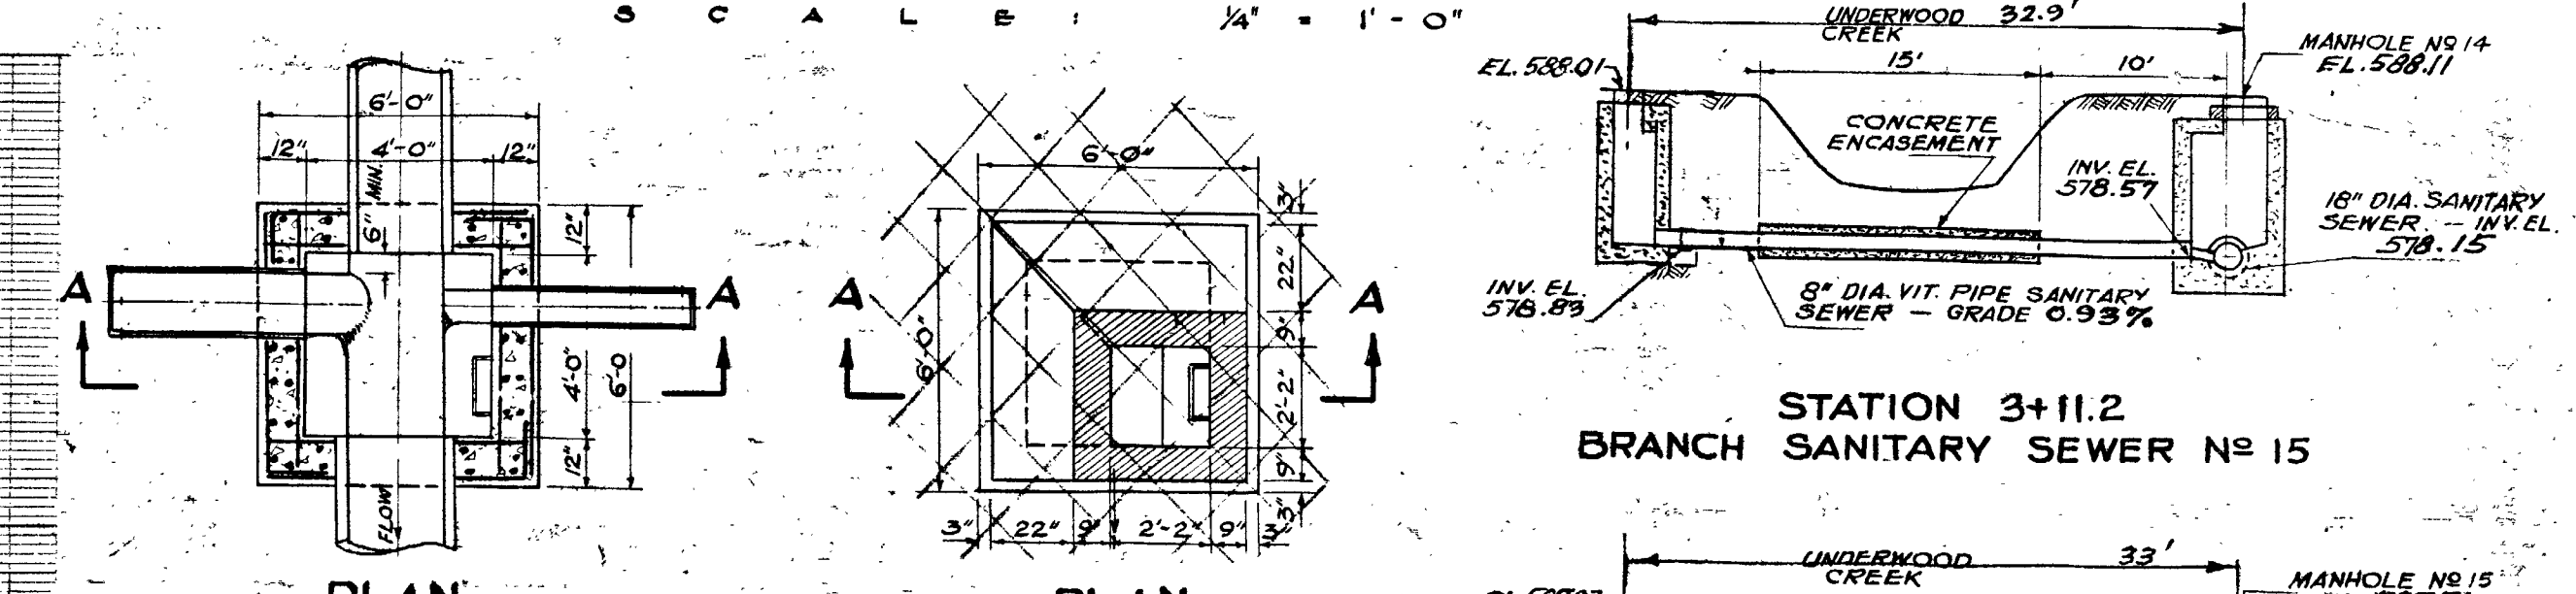 SCALE: 1/4" = 1'-0"
6'-0"
12" 4'-0" 12"
6" MIN.
12"
A A
4'-0"
6'-0
12"
FLOW
PLAN
6'-0"
3"
22"
A A
9"
6'-0"
2'-2"
9"
3"
3" 22" 9" 2'-2" 9" 3"
PLAN
UNDERWOOD 32.9'
CREEK
MANHOLE Nº 14
EL. 588.11
EL. 588.01
15' 10'
CONCRETE
ENCASEMENT
INV. EL.
578.57
18" DIA. SANITARY
SEWER. - INV. EL.
578.15
INV. EL.
578.83
8" DIA. VIT. PIPE SANITARY
SEWER - GRADE 0.93%
STATION 3+11.2
BRANCH SANITARY SEWER Nº 15
UNDERWOOD 33'
CREEK
MANHOLE Nº 15